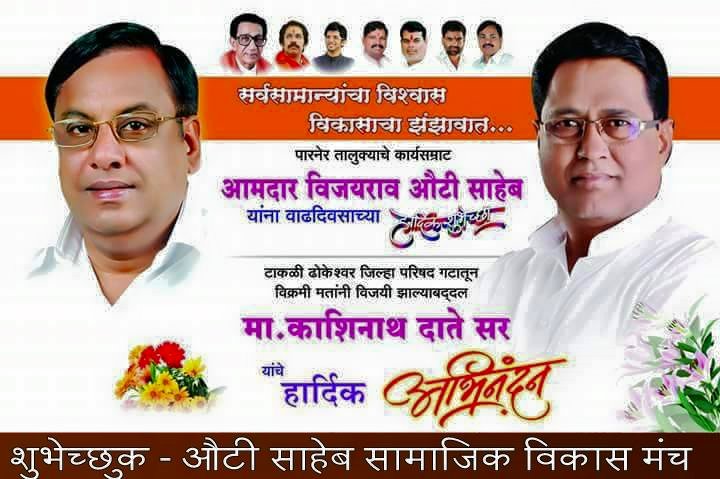 सर्वसामान्यांचा विश्वास
विकासाचा झंझावात...
पारनेर तालुक्याचे कार्यसम्राट
आमदार विजयराव औटी साहेब
यांना वाढदिवसाच्या हार्दिक शुभेच्छा
टाकळी ढोकेश्वर जिल्हा परिषद गटातून
विक्रमी मतांनी विजयी झाल्याबद्दल
मा.काशिनाथ दाते सर
यांचे
हार्दिक अभिनंदन
शुभेच्छुक - औटी साहेब सामाजिक विकास मंच